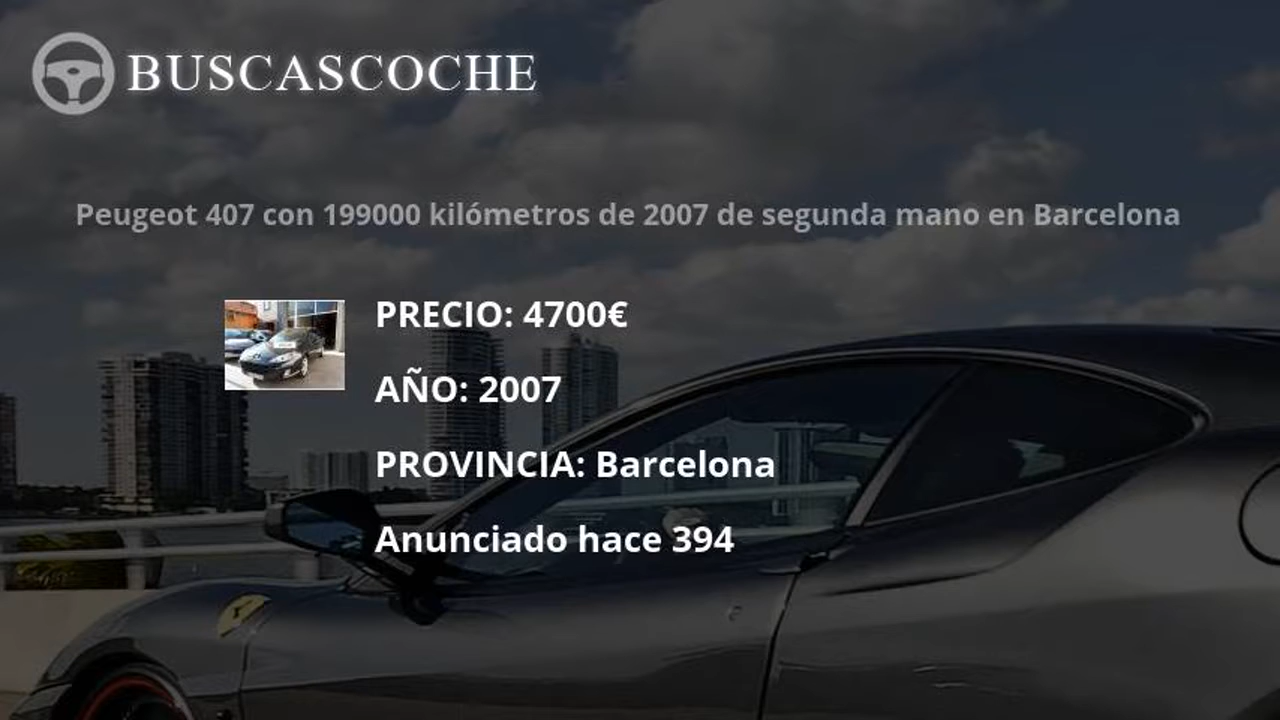 BUSCASCOCHE
Peugeot 407 con 199000 kilómetros de 2007 de segunda mano en Barcelona
PRECIO: 4700€
AÑO: 2007
PROVINCIA: Barcelona
Anunciado hace 394